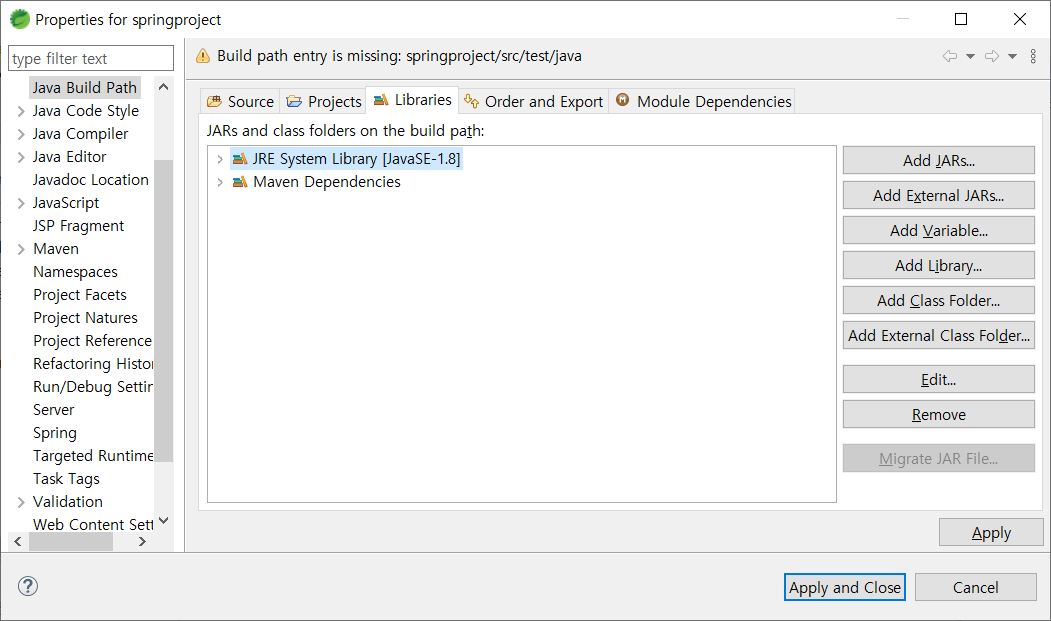 Properties for springproject
type filter text
Java Build Path
Java Code Style
Java Compiler
Java Editor
Javadoc Location
JavaScript
JSP Fragment
Maven
Namespaces
Project Facets
Project Natures
Project Reference
Refactoring Histor
Run/Debug Settin
Server
Spring
Targeted Runtime
Task Tags
Validation
Web Content Sett
Build path entry is missing: springproject/src/test/java
Source Projects Libraries Order and Export Module Dependencies
JARs and class folders on the build path:
JRE System Library [JavaSE-1.8]
Maven Dependencies
Add JARs...
Add External JARs...
Add Variable...
Add Library...
Add Class Folder...
Add External Class Folder...
Edit...
Remove
Migrate JAR File...
Apply
Apply and Close Cancel